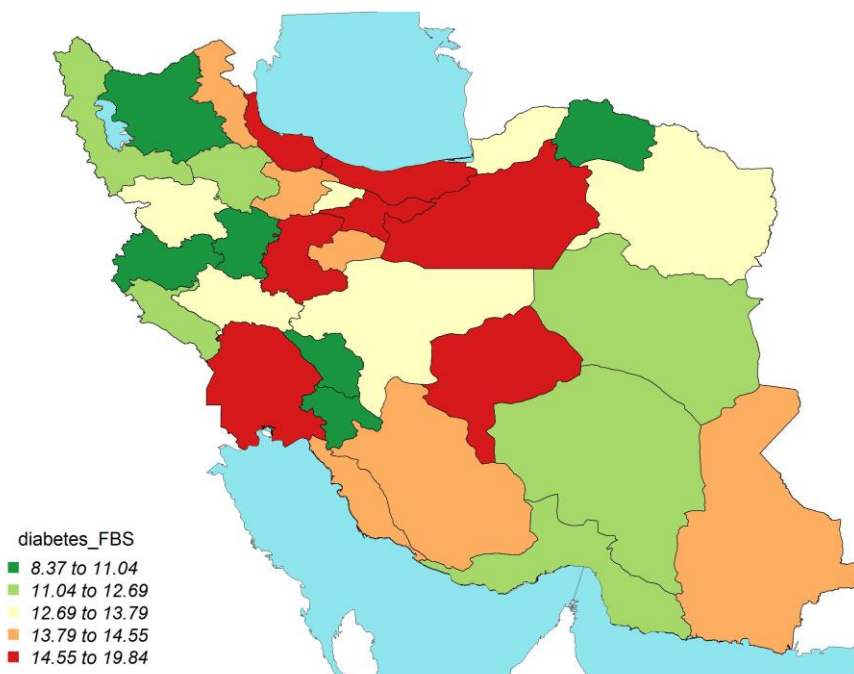 diabetes_FBS
8.37 to 11.04
11.04 to 12.69
12.69 to 13.79
13.79 to 14.55
14.55 to 19.84